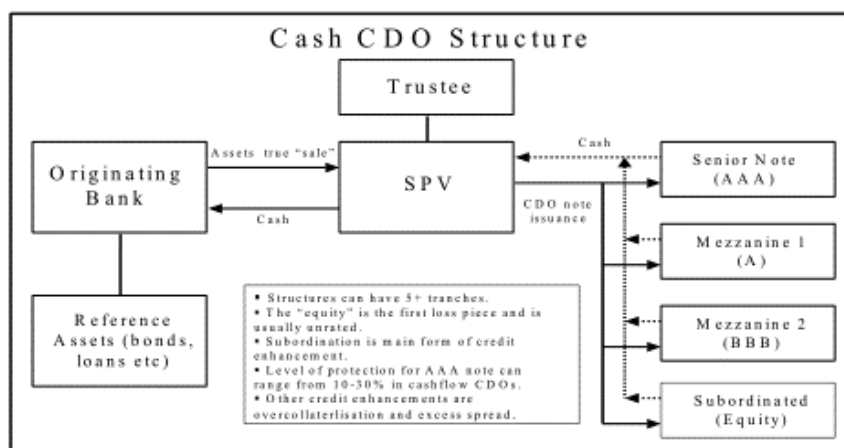 Cash CDO Structure
Trustee
Originating
Bank
Assets true “sale”
Cash
SPV
Cash
CDO note
issuance
Senior Note
(AAA)
Mezzanine 1
(A)
Mezzanine 2
(BBB)
Subordinated
(Equity)
Reference
Assets (bonds,
loans etc)
▪ Structures can have 5+ tranches.
▪ The “equity” is the first loss piece and is
usually unrated.
▪ Subordination is main form of credit
enhancement.
▪ Level of protection for AAA note can
range from 10-30% in cashflow CDOs.
▪ Other credit enhancements are
overcollaterlisation and excess spread.